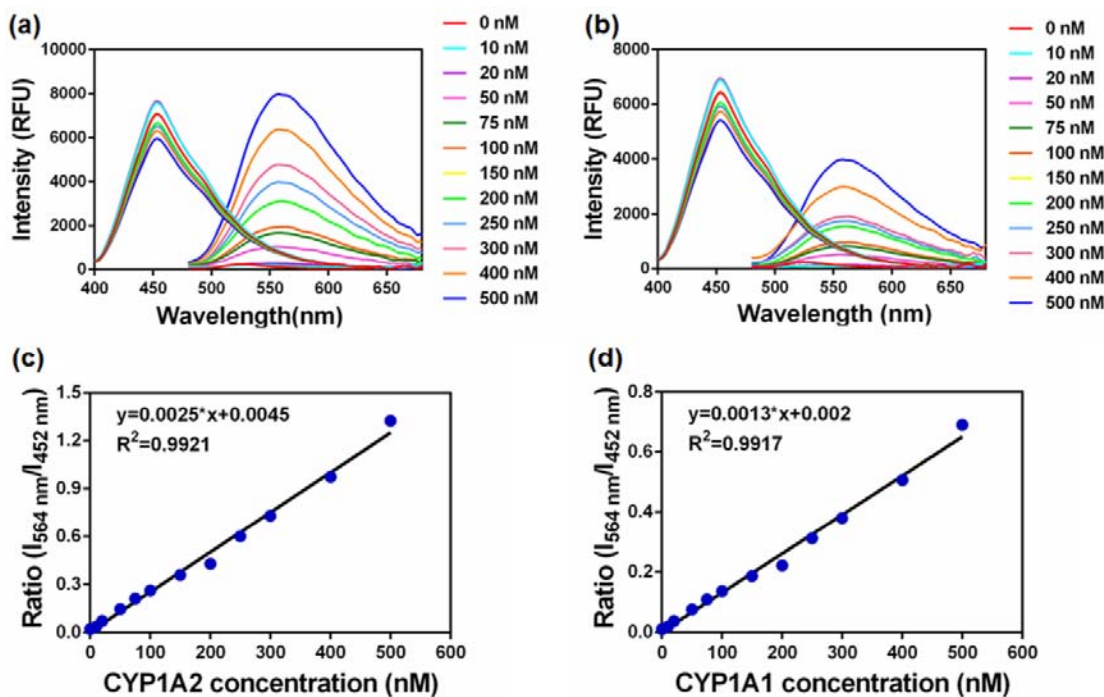 (a)
10000
8000
6000
4000
2000
0
Intensity (RFU)
400 450 500 550 600 650
Wavelength(nm)
0 nM
10 nM
20 nM
50 nM
75 nM
100 nM
150 nM
200 nM
250 nM
300 nM
400 nM
500 nM
(b)
8000
6000
4000
2000
0
Intensity (RFU)
400 450 500 550 600 650
Wavelength (nm)
0 nM
10 nM
20 nM
50 nM
75 nM
100 nM
150 nM
200 nM
250 nM
300 nM
400 nM
500 nM
(c)
1.5
1.2
0.9
0.6
0.3
0.0
Ratio (I564 nm/I452 nm)
y=0.0025*x+0.0045
R²=0.9921
0 100 200 300 400 500 600
CYP1A2 concentration (nM)
(d)
0.8
0.6
0.4
0.2
0.0
Ratio (I564 nm/I452 nm)
y=0.0013*x+0.002
R²=0.9917
0 100 200 300 400 500 600
CYP1A1 concentration (nM)